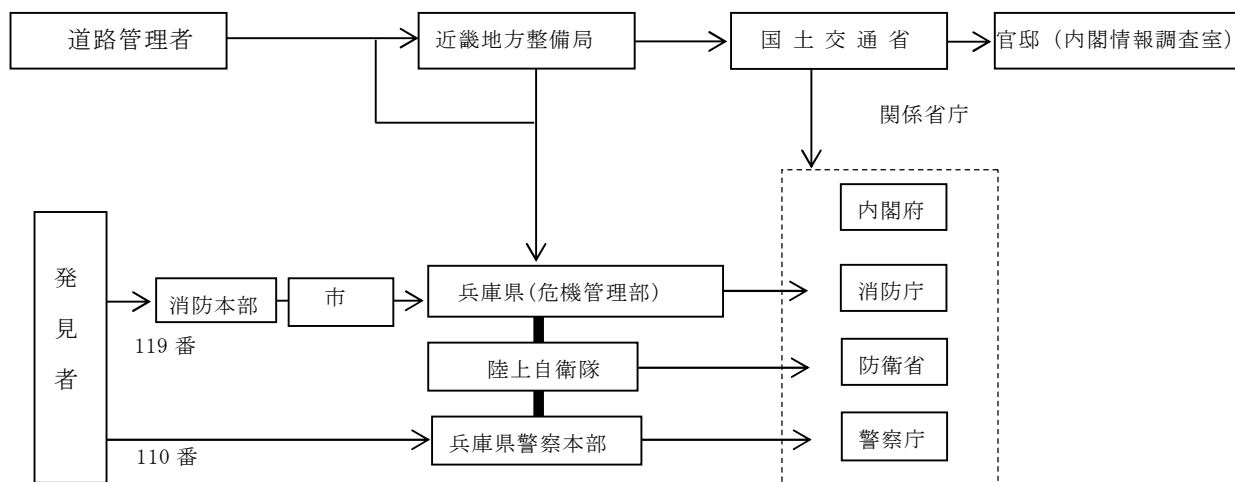 道路管理者
近畿地方整備局
国土交通省
官邸（内閣情報調査室）
関係省庁
内閣府
発見者
消防本部
市
兵庫県(危機管理部)
消防庁
119 番
陸上自衛隊
防衛省
兵庫県警察本部
警察庁
110 番